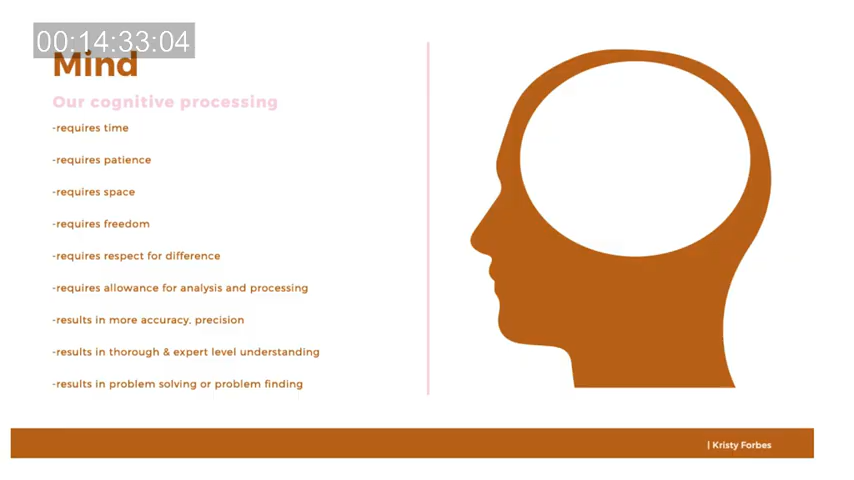 00:14:33:04
Mind
Our cognitive processing
-requires time
-requires patience
-requires space
-requires freedom
-requires respect for difference
-requires allowance for analysis and processing
-results in more accuracy, precision
-results in thorough & expert level understanding
-results in problem solving or problem finding
| Kristy Forbes